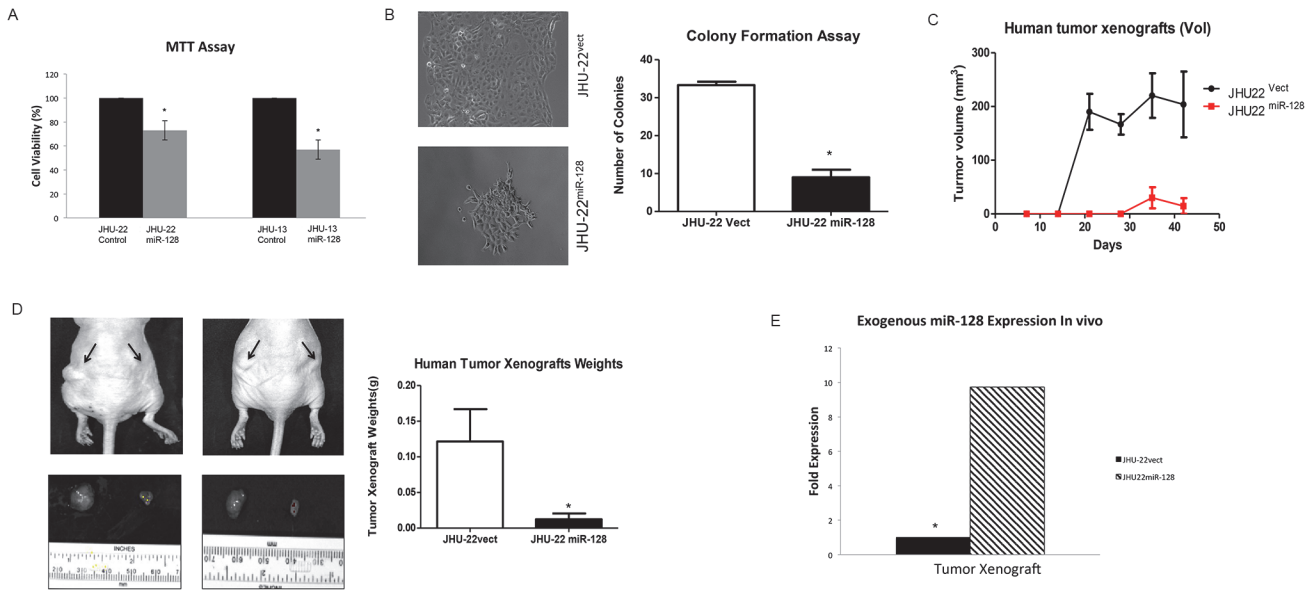 A
MTT Assay
Cell Viability (%)
120
100
80
60
40
20
0
*
*
JHU-22 Control
JHU-22 miR-128
JHU-13 Control
JHU-13 miR-128
B
JHU-22vect
JHU-22miR-128
Colony Formation Assay
Number of Colonies
40
30
20
10
0
*
JHU-22 Vect
JHU-22 miR-128
C
Human tumor xenografts (Vol)
Turmor volume (mm3)
300
200
100
0
0 10 20 30 40 50
Days
JHU22 Vect
JHU22 miR-128
D
INCHES
mm
Human Tumor Xenografts Weights
Tumor Xenograft Weights(g)
0.20
0.15
0.10
0.05
0.00
*
JHU-22vect
JHU-22 miR-128
E
Exogenous miR-128 Expression In vivo
Fold Expression
12
10
8
6
4
2
0
*
Tumor Xenograft
JHU-22vect
JHU22miR-128